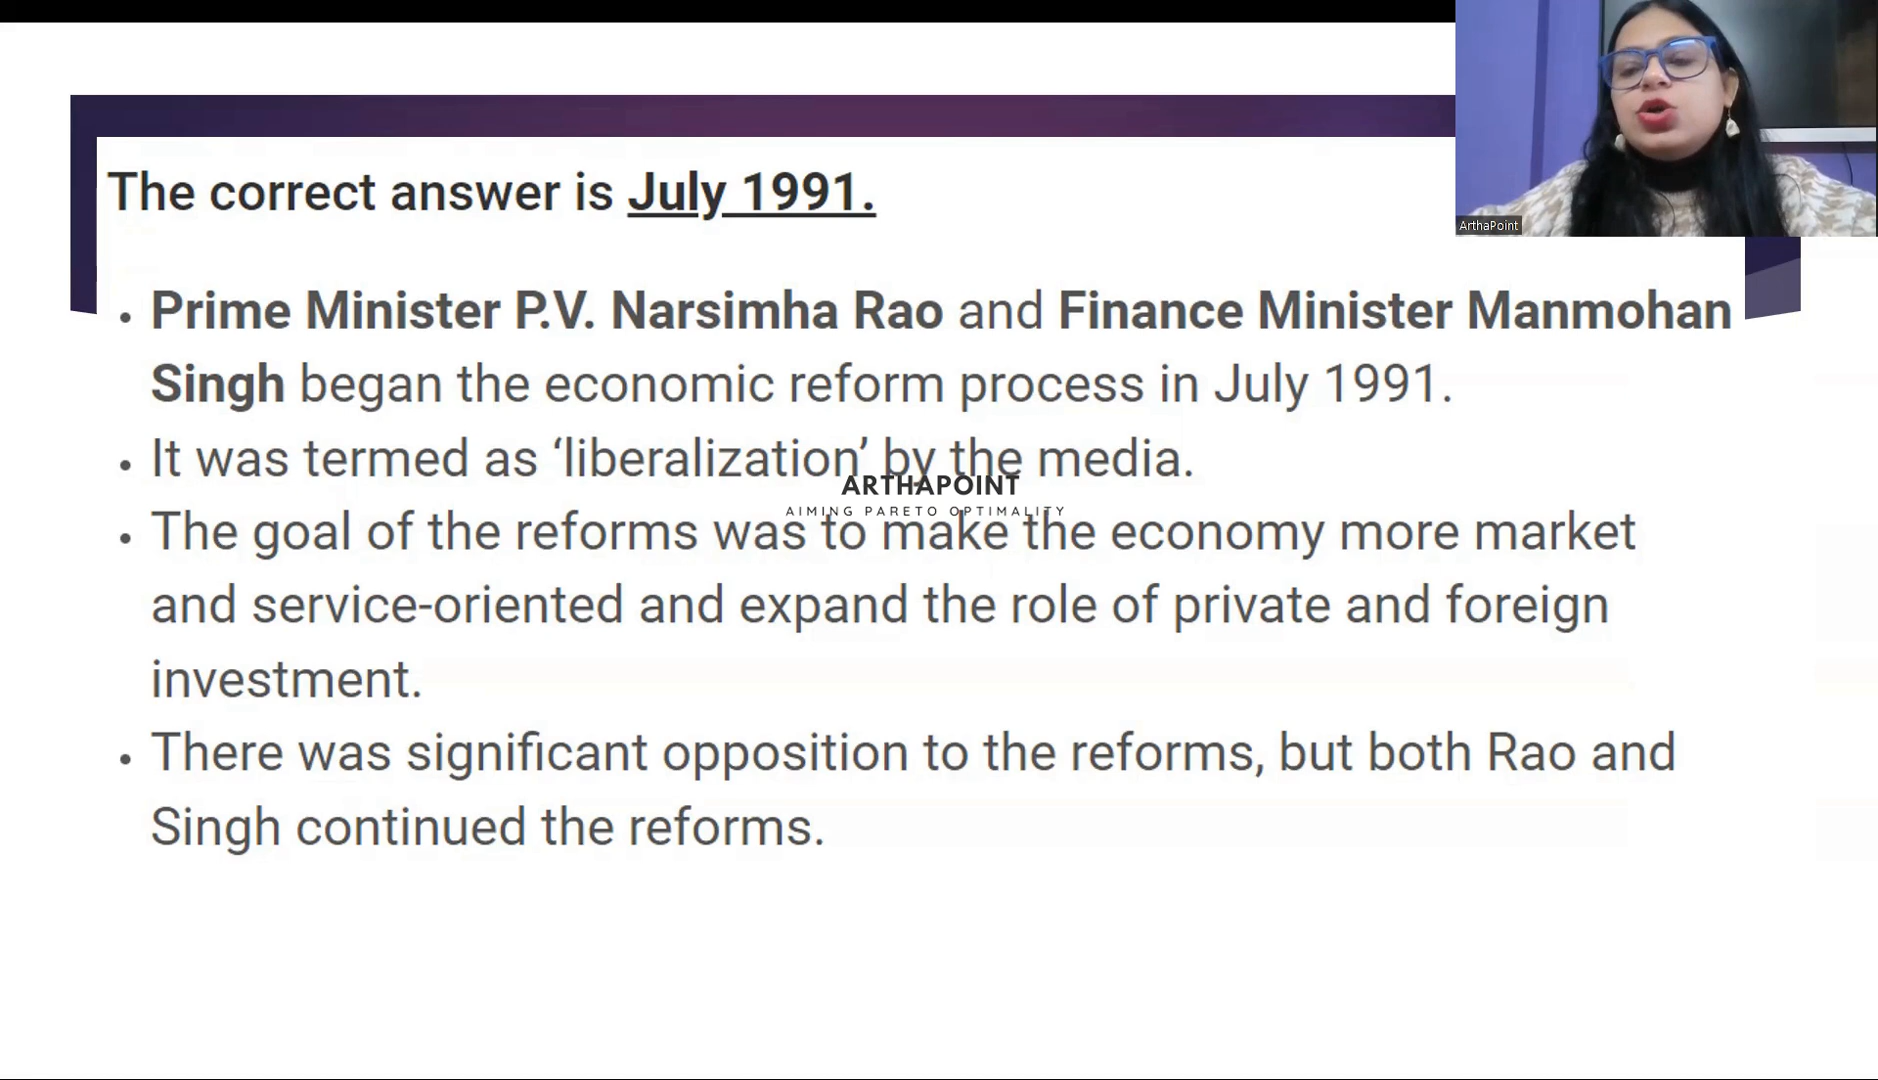 The correct answer is July 1991.
ArthaPoint
• Prime Minister P.V. Narsimha Rao and Finance Minister Manmohan
Singh began the economic reform process in July 1991.
• It was termed as ‘liberalization’ by the media.
ARTHAPOINT
AIMING PARETO OPTIMALITY
• The goal of the reforms was to make the economy more market
and service-oriented and expand the role of private and foreign
investment.
• There was significant opposition to the reforms, but both Rao and
Singh continued the reforms.